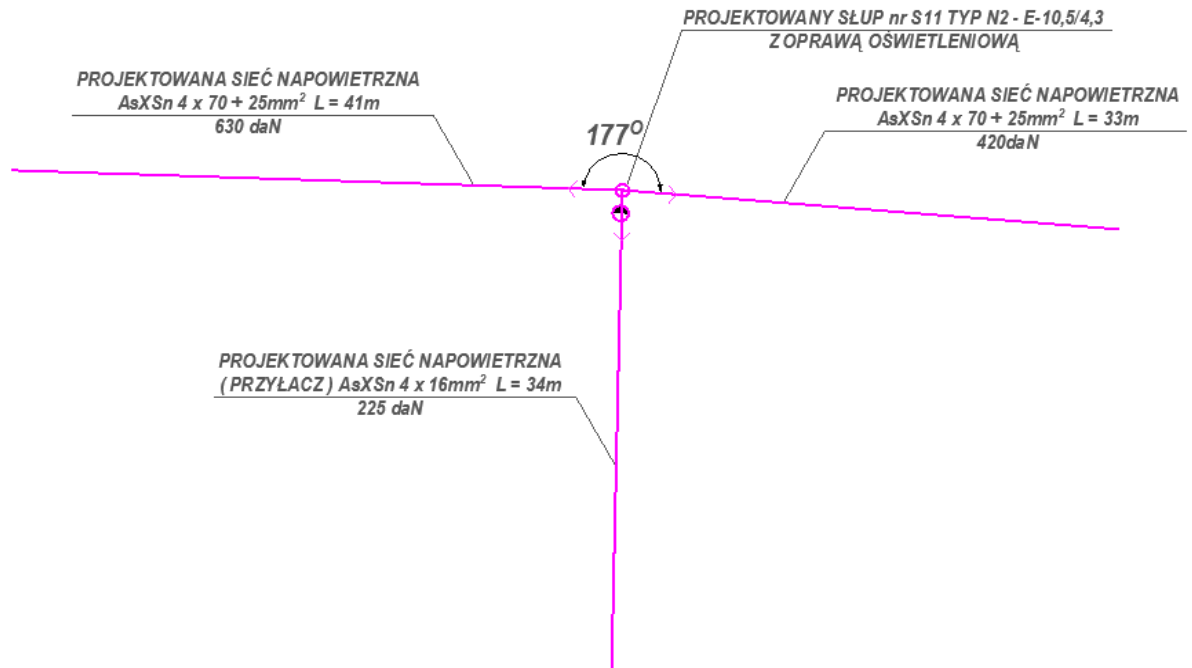 PROJEKTOWANY SŁUP nr S11 TYP N2 - E-10,5/4,3
Z OPRAWĄ OŚWIETLENIOWĄ
PROJEKTOWANA SIEĆ NAPOWIETRZNA
AsXSn 4 x 70 + 25mm² L = 41m
630 daN
PROJEKTOWANA SIEĆ NAPOWIETRZNA
AsXSn 4 x 70 + 25mm² L = 33m
420daN
177°
PROJEKTOWANA SIEĆ NAPOWIETRZNA
( PRZYŁACZ ) AsXSn 4 x 16mm² L = 34m
225 daN